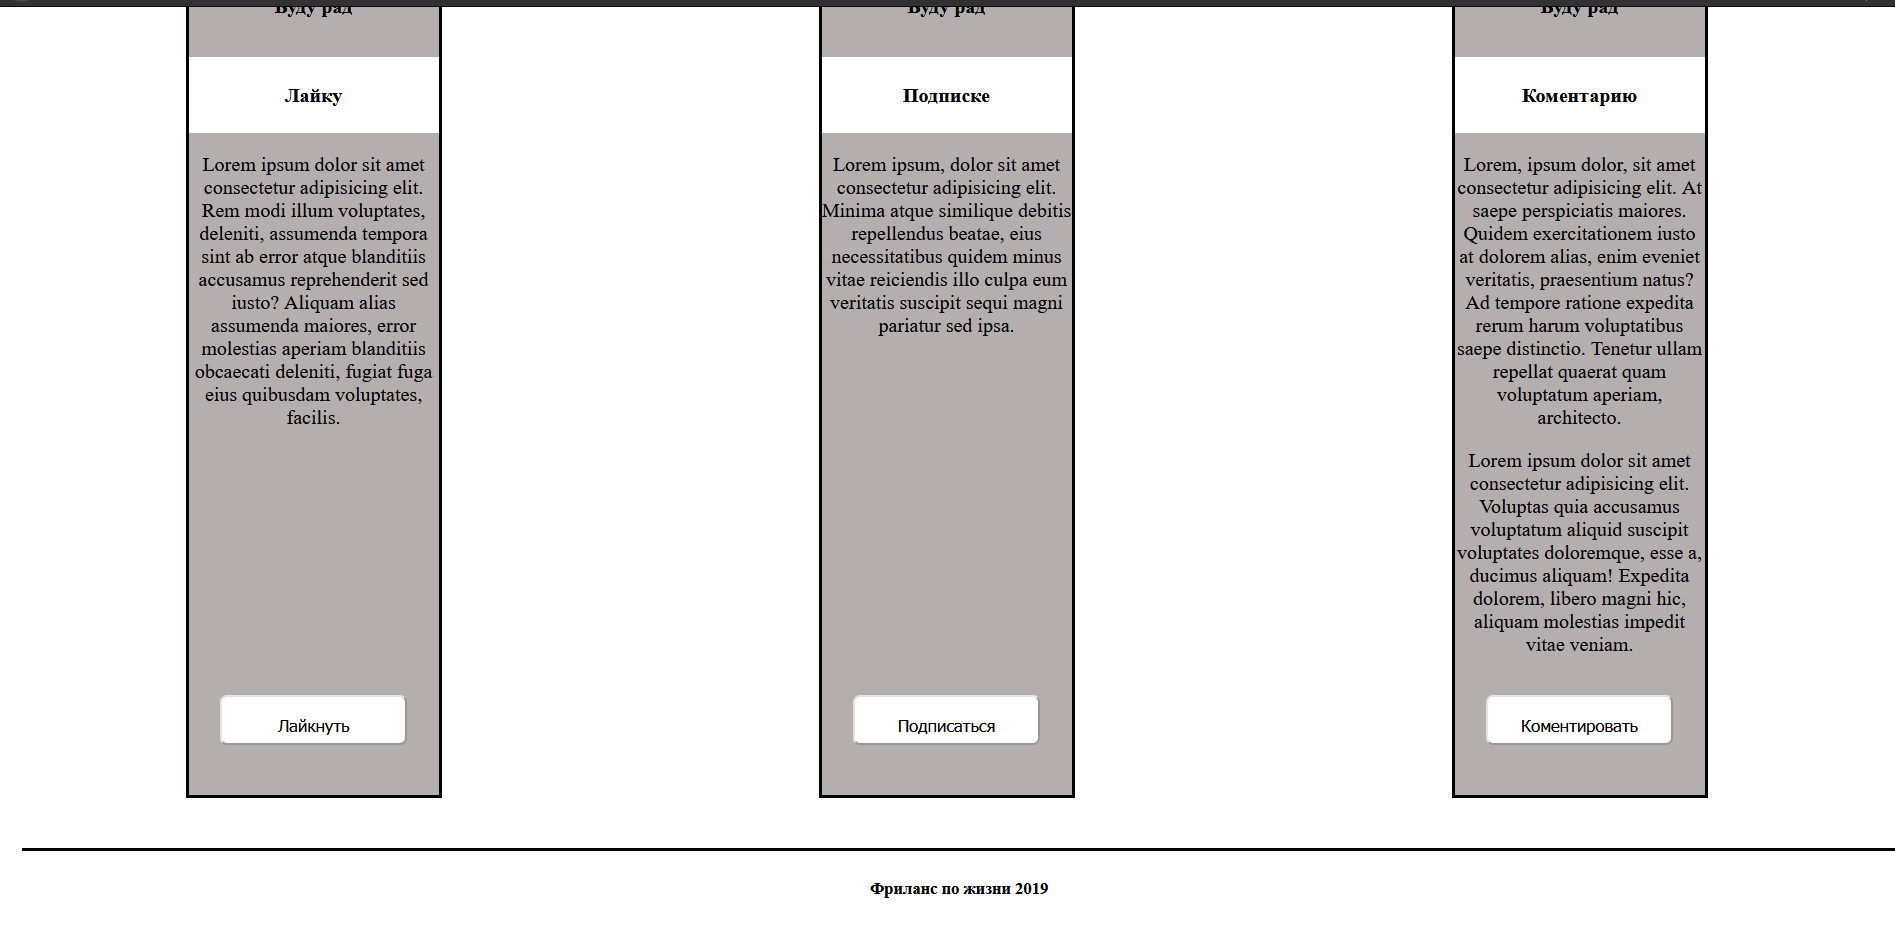 Буду рад
Буду рад
Буду рад
Лайку
Подписке
Коментарию
Lorem ipsum dolor sit amet
consectetur adipisicing elit.
Rem modi illum voluptates,
deleniti, assumenda tempora
sint ab error atque blanditiis
accusamus reprehenderit sed
iusto? Aliquam alias
assumenda maiores, error
molestias aperiam blanditiis
obcaecati deleniti, fugiat fuga
eius quibusdam voluptates,
facilis.
Лайкнуть
Lorem ipsum, dolor sit amet
consectetur adipisicing elit.
Minima atque similique debitis
repellendus beatae, eius
necessitatibus quidem minus
vitae reiciendis illo culpa eum
veritatis suscipit sequi magni
pariatur sed ipsa.
Подписаться
Lorem, ipsum dolor, sit amet
consectetur adipisicing elit. At
saepe perspiciatis maiores.
Quidem exercitationem iusto
at dolorem alias, enim eveniet
veritatis, praesentium natus?
Ad tempore ratione expedita
rerum harum voluptatibus
saepe distinctio. Tenetur ullam
repellat quaerat quam
voluptatum aperiam,
architecto.
Lorem ipsum dolor sit amet
consectetur adipisicing elit.
Voluptas quia accusamus
voluptatum aliquid suscipit
voluptates doloremque, esse a,
ducimus aliquam! Expedita
dolorem, libero magni hic,
aliquam molestias impedit
vitae veniam.
Коментировать
Фриланс по жизни 2019